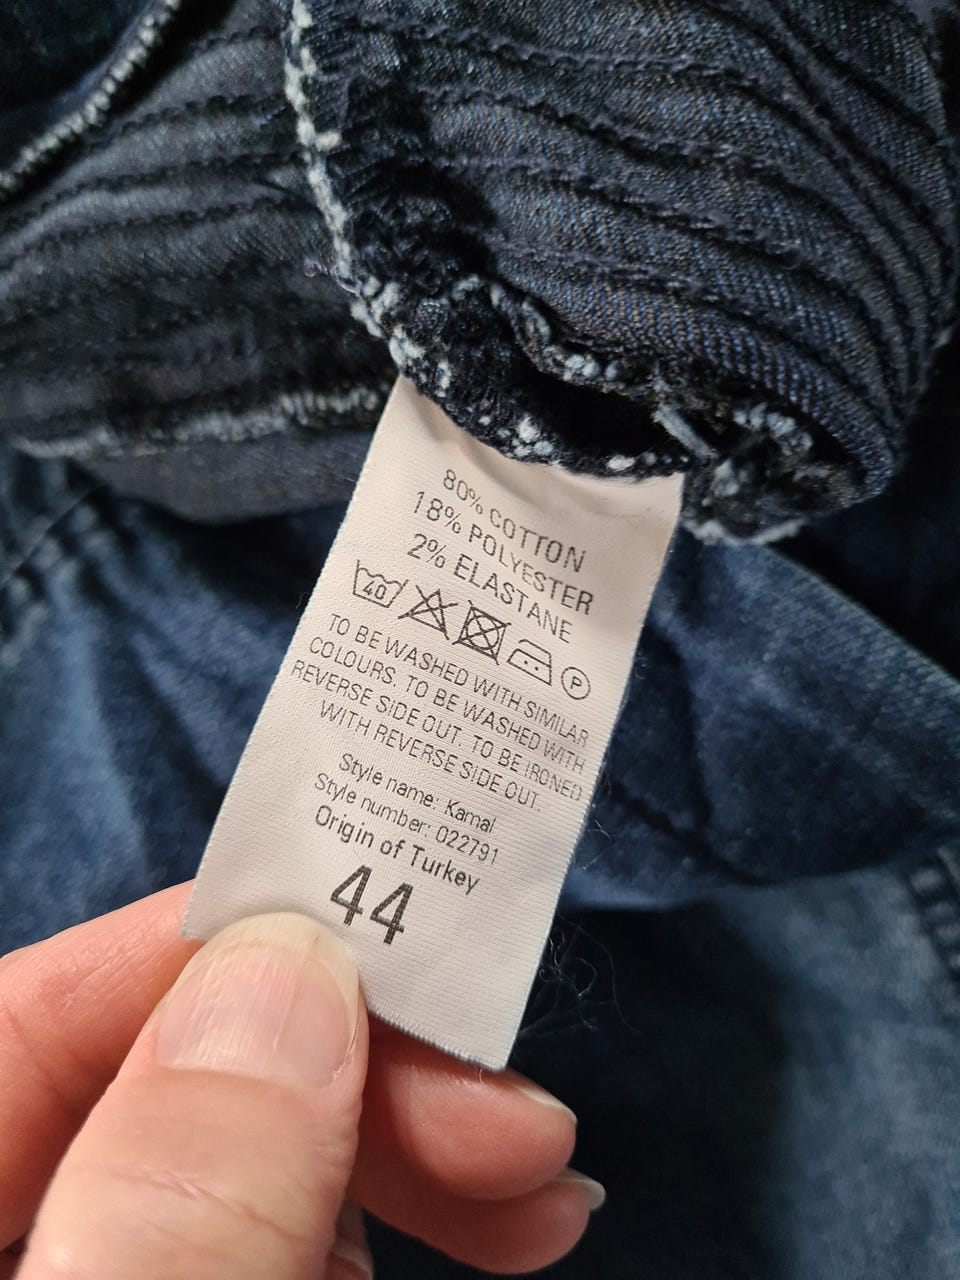 80% COTTON
18% POLYESTER
2% ELASTANE
40 P
TO BE WASHED WITH SIMILAR
COLOURS. TO BE WASHED WITH
REVERSE SIDE OUT. TO BE IRONED
WITH REVERSE SIDE OUT.
Style name: Kamal
Style number: 022791
Origin of Turkey
44